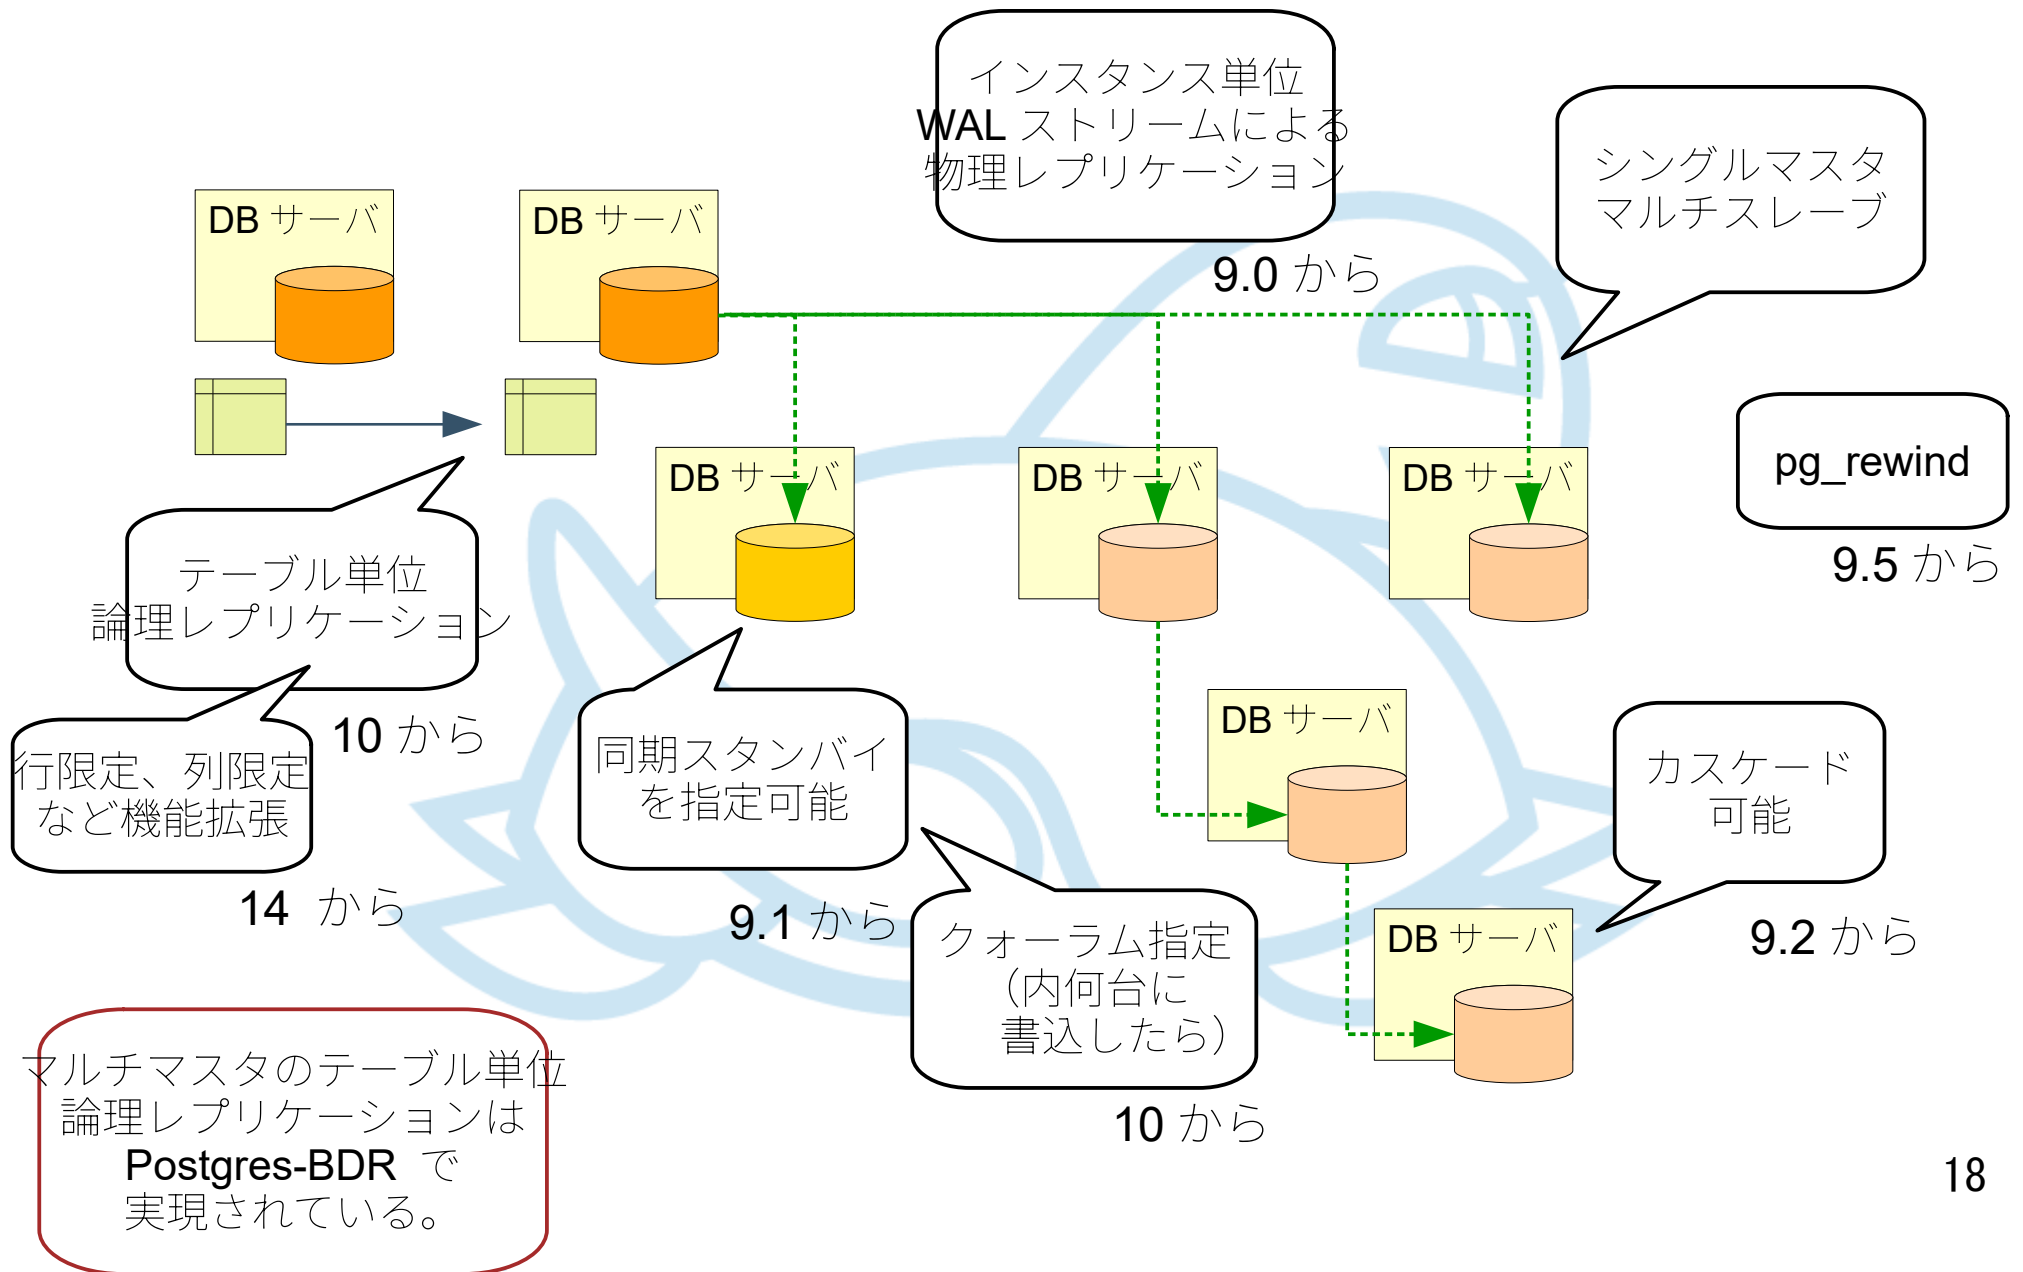 インスタンス単位
WAL ストリームによる
物理レプリケーション
9.0 から
シングルマスタ
マルチスレーブ
DB サーバ
DB サーバ
pg_rewind
9.5 から
DB サーバ
DB サーバ
DB サーバ
テーブル単位
論理レプリケーション
10 から
行限定、列限定
など機能拡張
14 から
同期スタンバイ
を指定可能
9.1 から
DB サーバ
カスケード
可能
9.2 から
クォーラム指定
（内何台に
書込したら）
10 から
DB サーバ
マルチマスタのテーブル単位
論理レプリケーションは
Postgres-BDR で
実現されている。
18